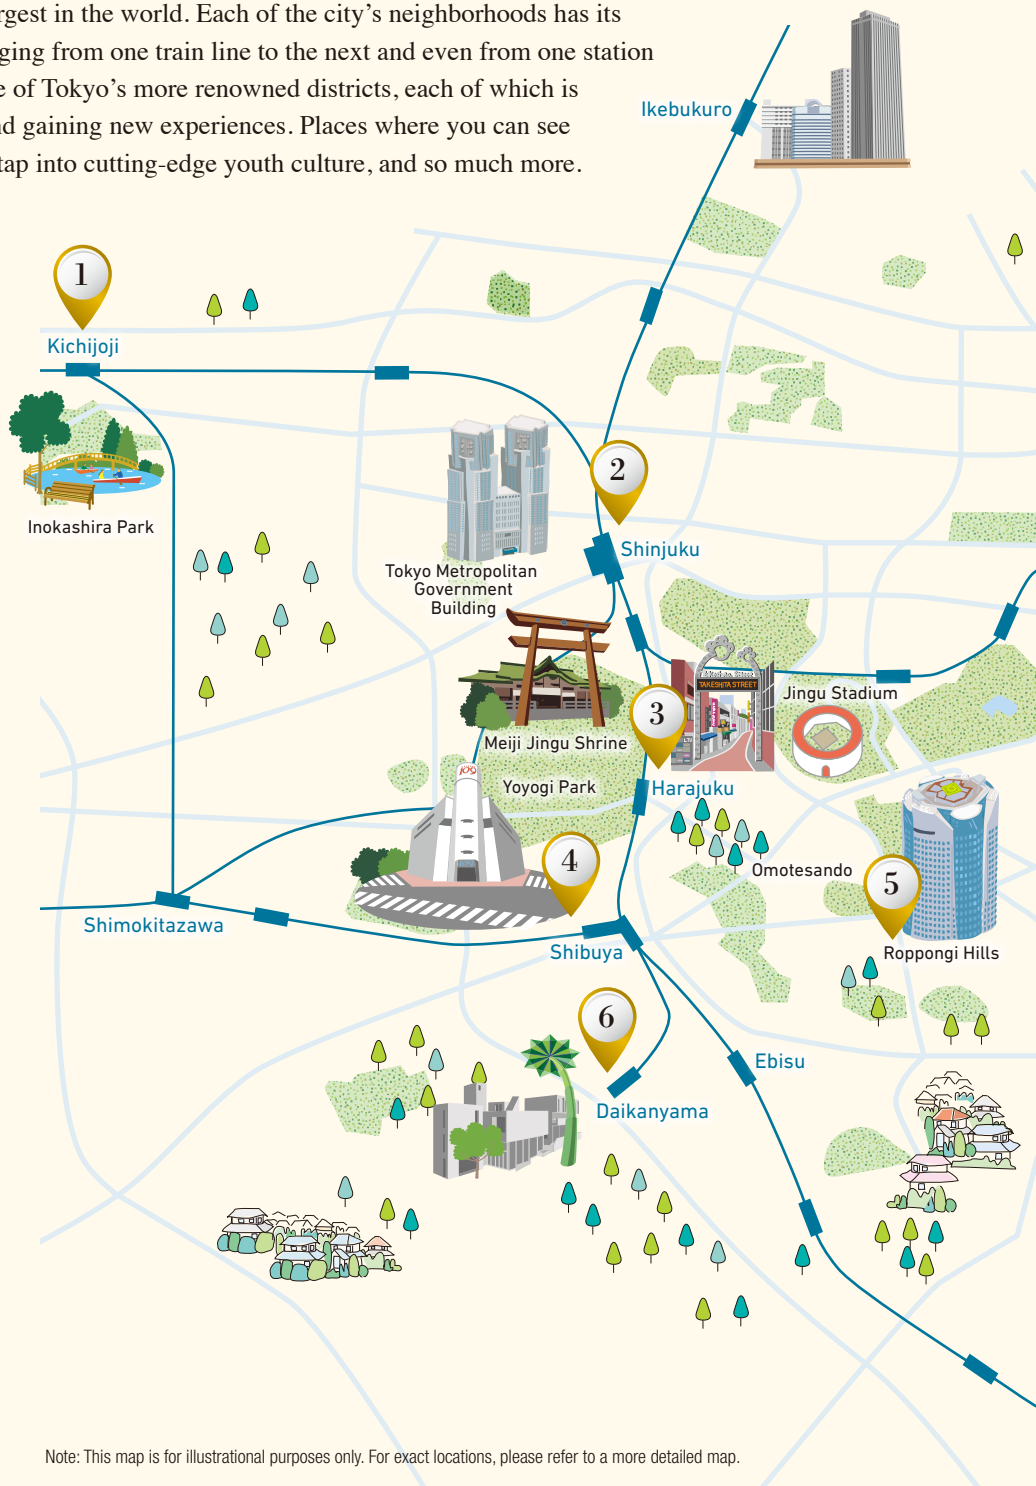 rgest in the world. Each of the city’s neighborhoods has its
ging from one train line to the next and even from one station
e of Tokyo’s more renowned districts, each of which is
nd gaining new experiences. Places where you can see
tap into cutting-edge youth culture, and so much more.
Ikebukuro
1
Kichijoji
Inokashira Park
2
Shinjuku
Tokyo Metropolitan
Government
Building
TAKESHITA STREET
Jingu Stadium
3
Meiji Jingu Shrine
109
Yoyogi Park
Harajuku
4
Omotesando
5
Shimokitazawa
Shibuya
Roppongi Hills
6
Ebisu
Daikanyama
Note: This map is for illustrational purposes only. For exact locations, please refer to a more detailed map.